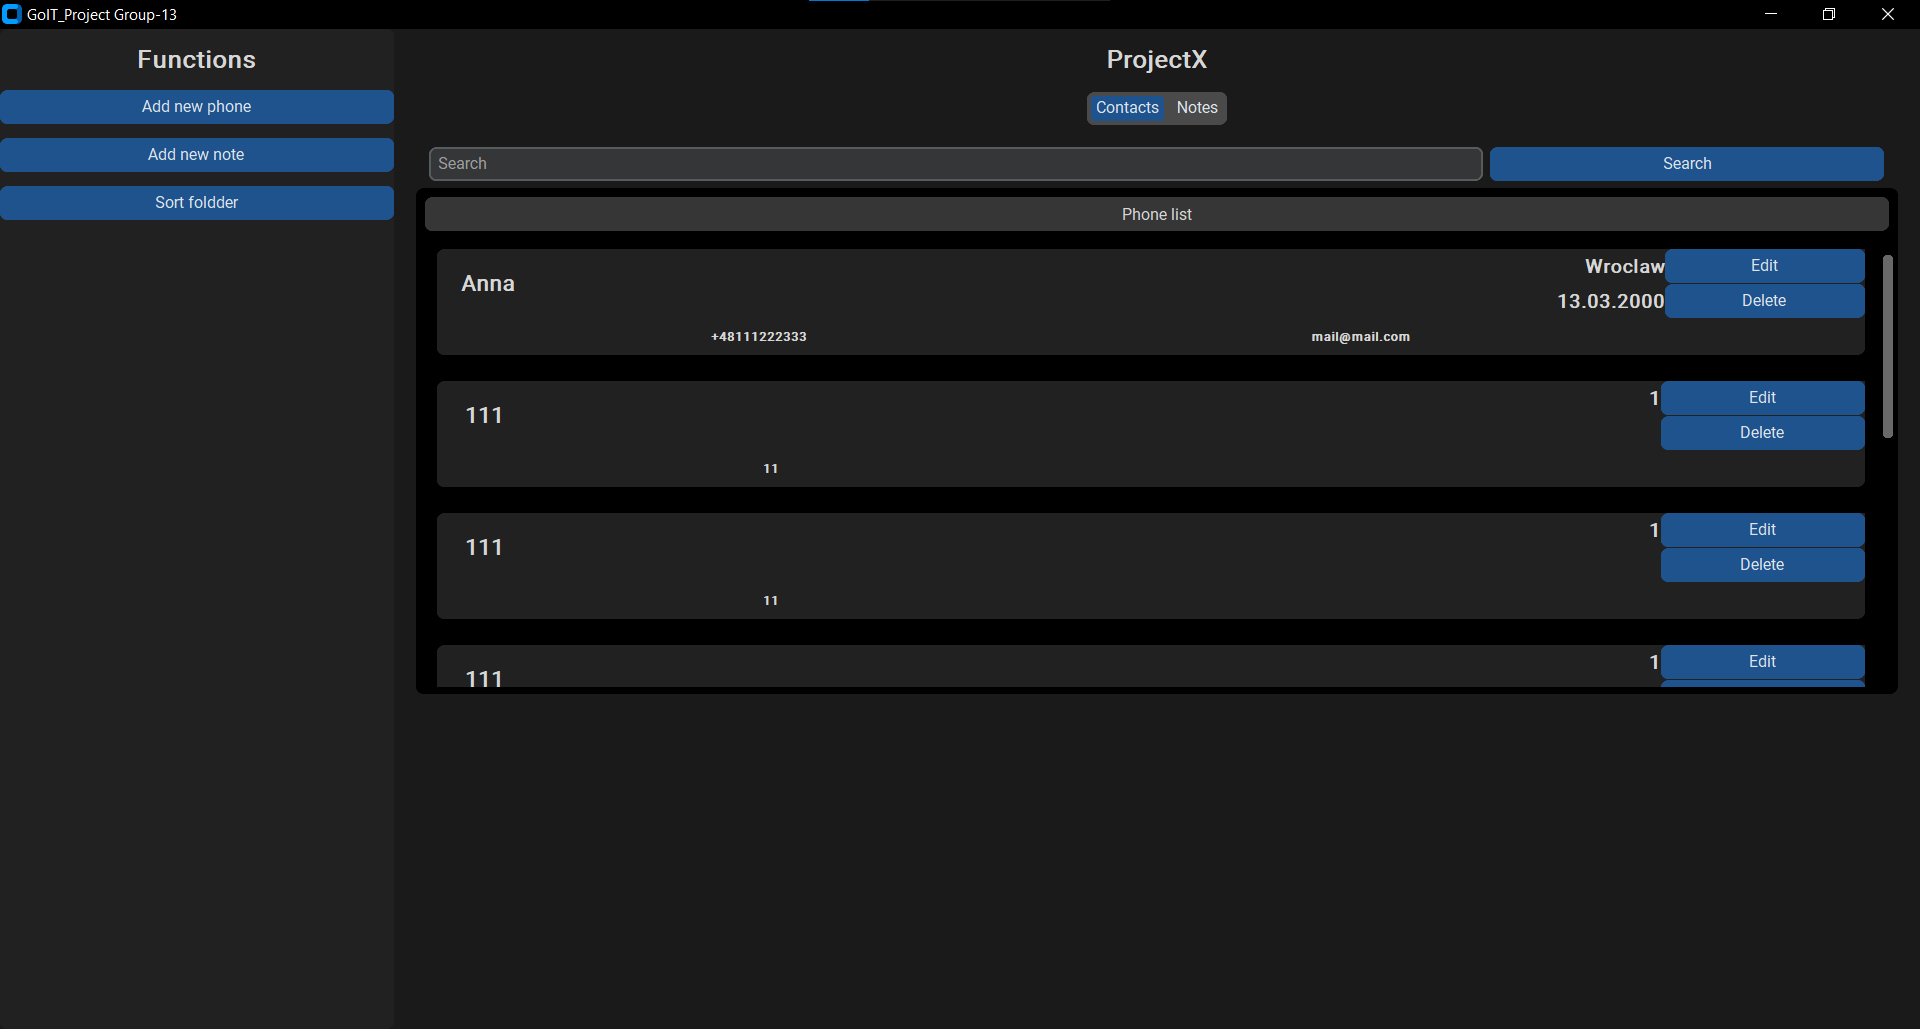 GoIT_Project Group-13
Functions
Add new phone
Add new note
Sort foldder
ProjectX
Contacts Notes
Search Search
Phone list
Anna Wroclaw Edit
13.03.2000 Delete
+48111222333 mail@mail.com
111 1 Edit
Delete
11
111 1 Edit
Delete
11
111 1 Edit